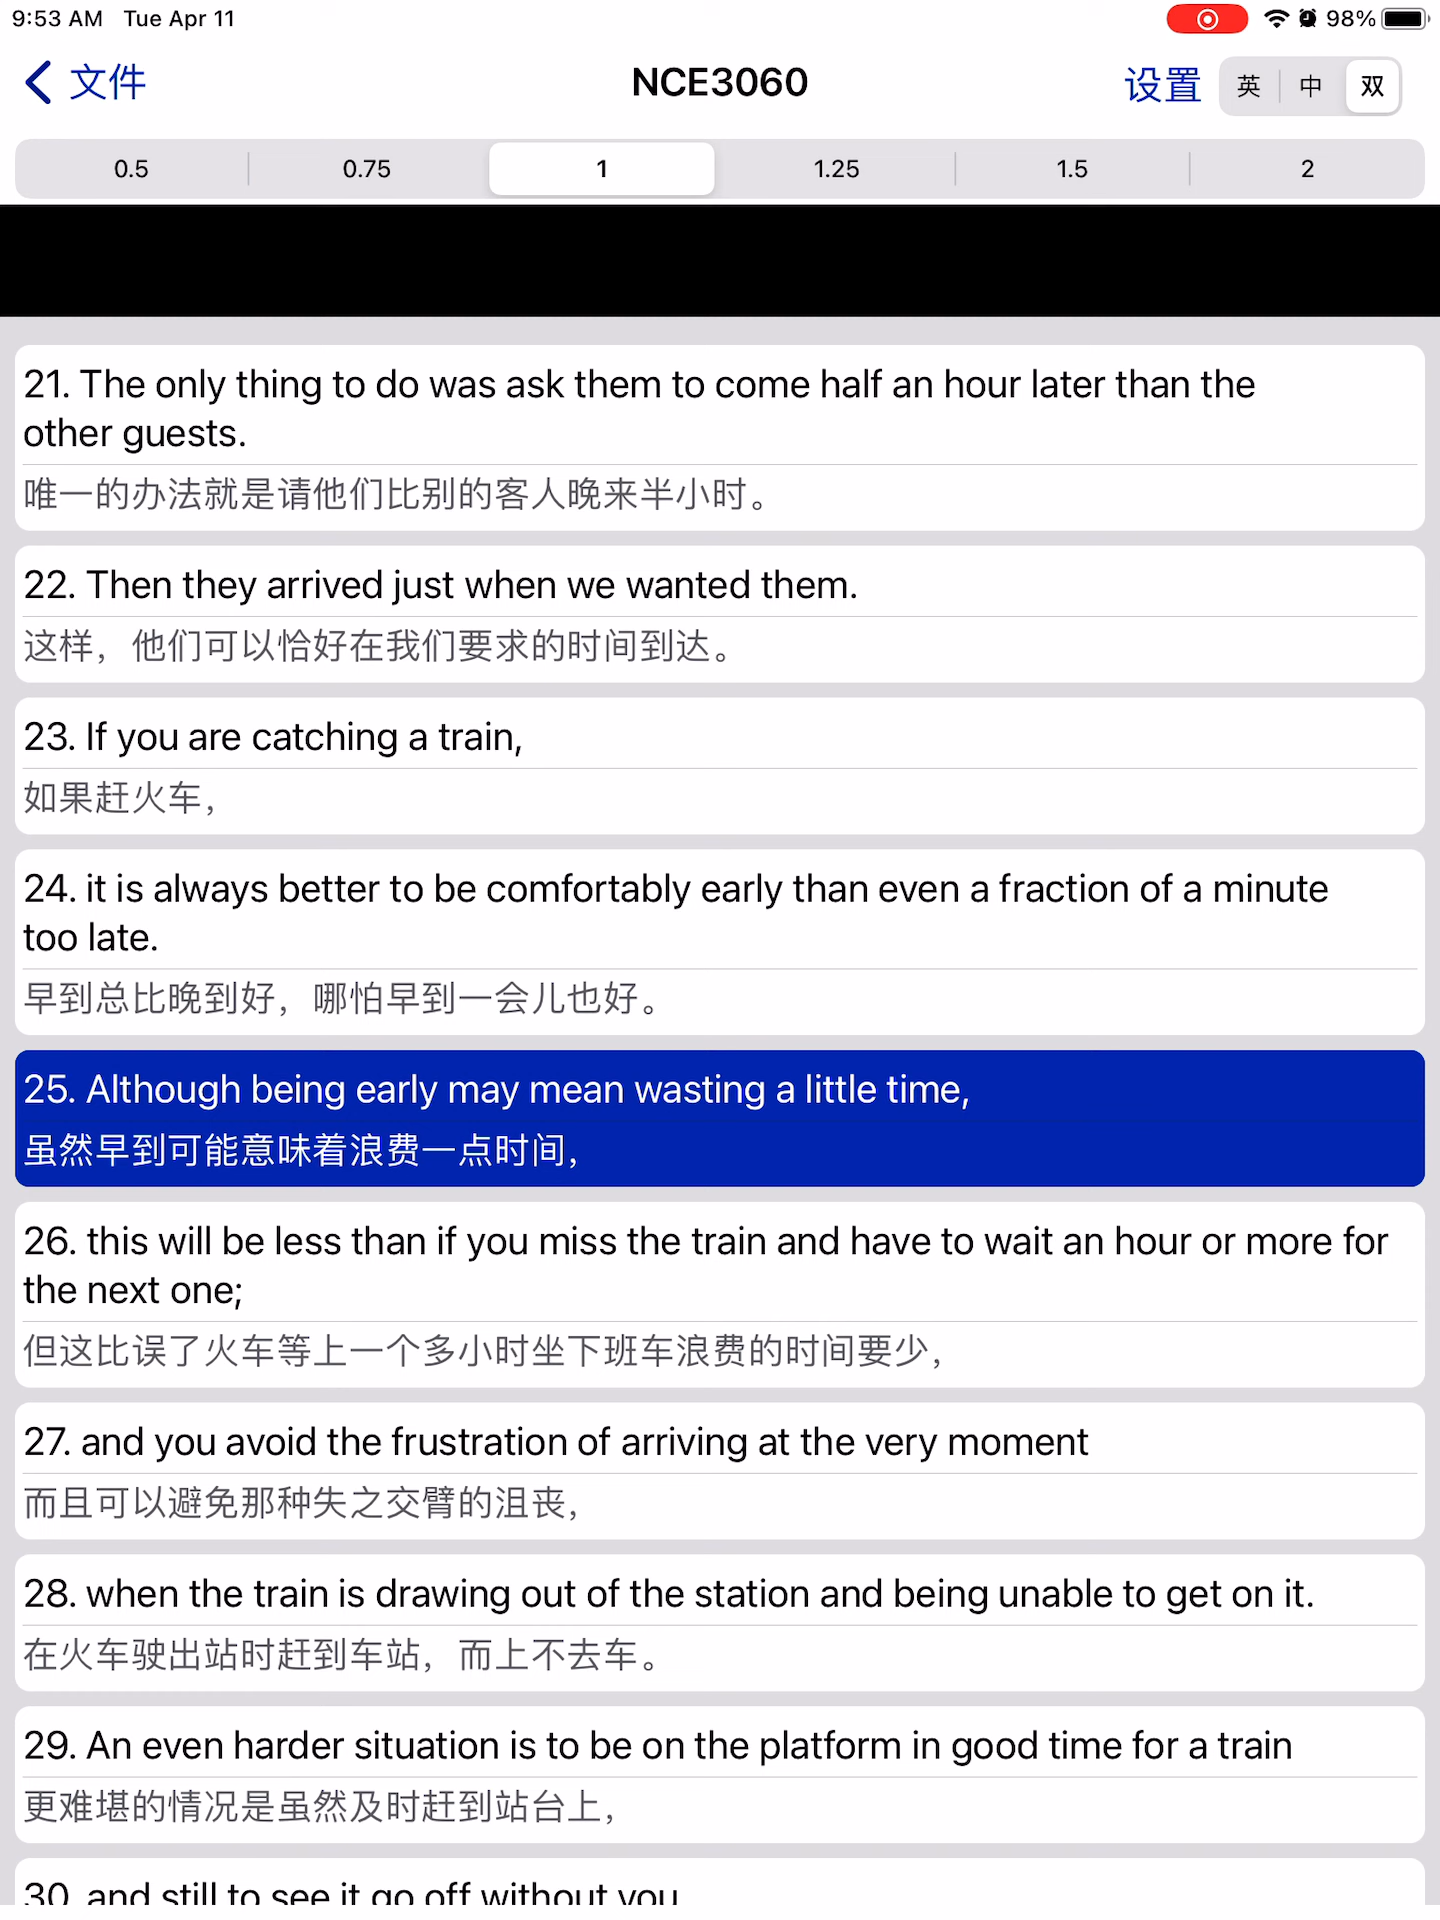 9:53 AM Tue Apr 11
98%
文件
NCE3060
设置
英
中
双
0.5
0.75
1
1.25
1.5
2
21. The only thing to do was ask them to come half an hour later than the
other guests.
唯一的办法就是请他们比别的客人晚来半小时。
22. Then they arrived just when we wanted them.
这样，他们可以恰好在我们要求的时间到达。
23. If you are catching a train,
如果赶火车，
24. it is always better to be comfortably early than even a fraction of a minute
too late.
早到总比晚到好，哪怕早到一会儿也好。
25. Although being early may mean wasting a little time,
虽然早到可能意味着浪费一点时间，
26. this will be less than if you miss the train and have to wait an hour or more for
the next one;
但这比误了火车等上一个多小时坐下班车浪费的时间要少，
27. and you avoid the frustration of arriving at the very moment
而且可以避免那种失之交臂的沮丧，
28. when the train is drawing out of the station and being unable to get on it.
在火车驶出站时赶到车站，而上不去车。
29. An even harder situation is to be on the platform in good time for a train
更难堪的情况是虽然及时赶到站台上，
30. and still to see it go off without you